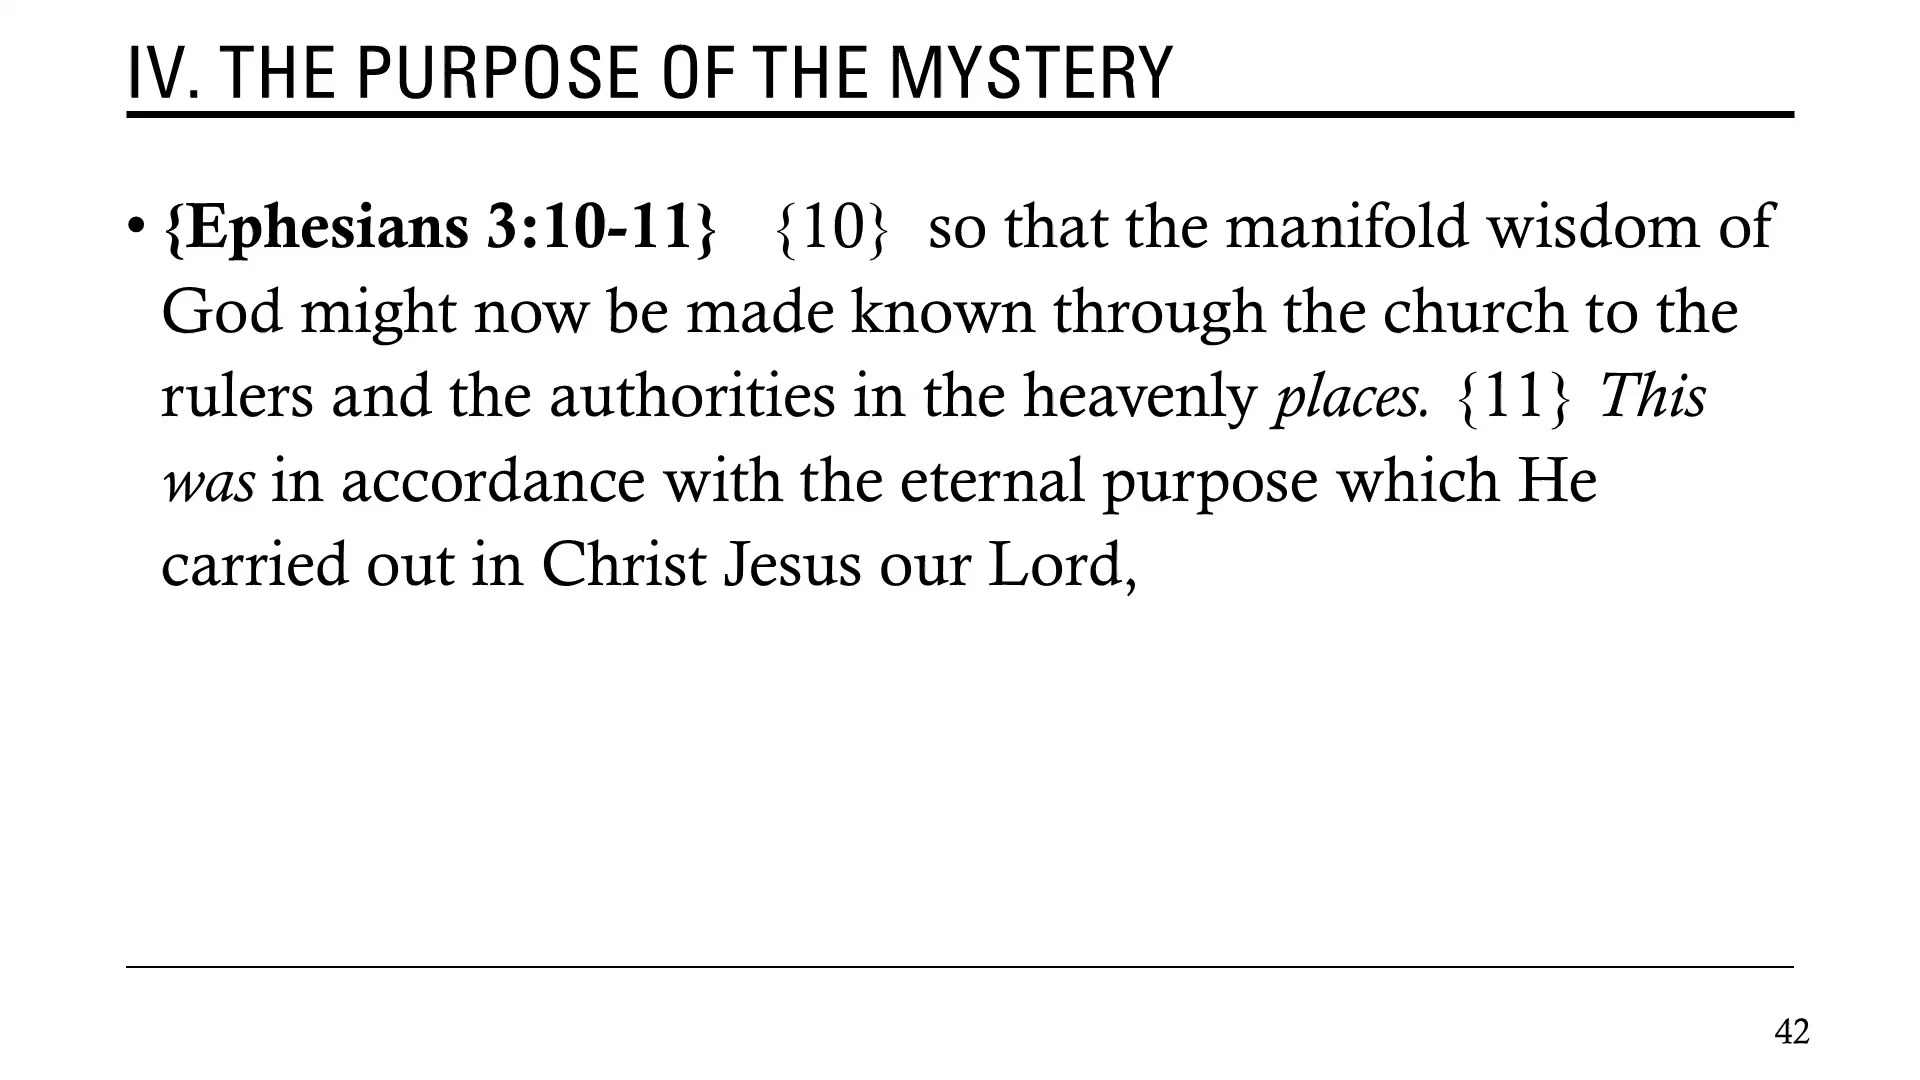 IV. THE PURPOSE OF THE MYSTERY
• {Ephesians 3:10-11} {10} so that the manifold wisdom of
God might now be made known through the church to the
rulers and the authorities in the heavenly places. {11} This
was in accordance with the eternal purpose which He
carried out in Christ Jesus our Lord,
42